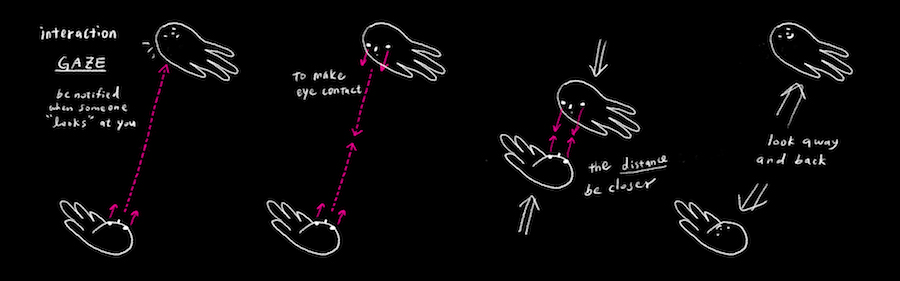 interaction
GAZE
be notified
when someone
"looks" at you
To make
eye contact
the distance
be closer
look away
and back